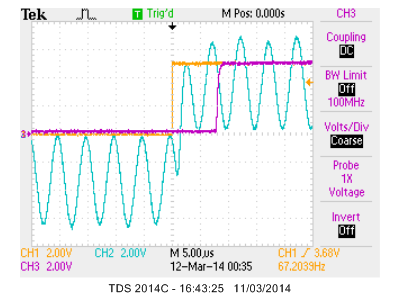 Tek T Trig'd M Pos: 0.000s CH3
Coupling
DC
BW Limit
Off
100MHz
Volts/Div
Coarse
Probe
1X
Voltage
Invert
Off
3
CH1 2.00V CH2 2.00V M 5.00µs CH1 3.68V
CH3 2.00V 12-Mar-14 00:35 67.2039Hz
TDS 2014C - 16:43:25 11/03/2014